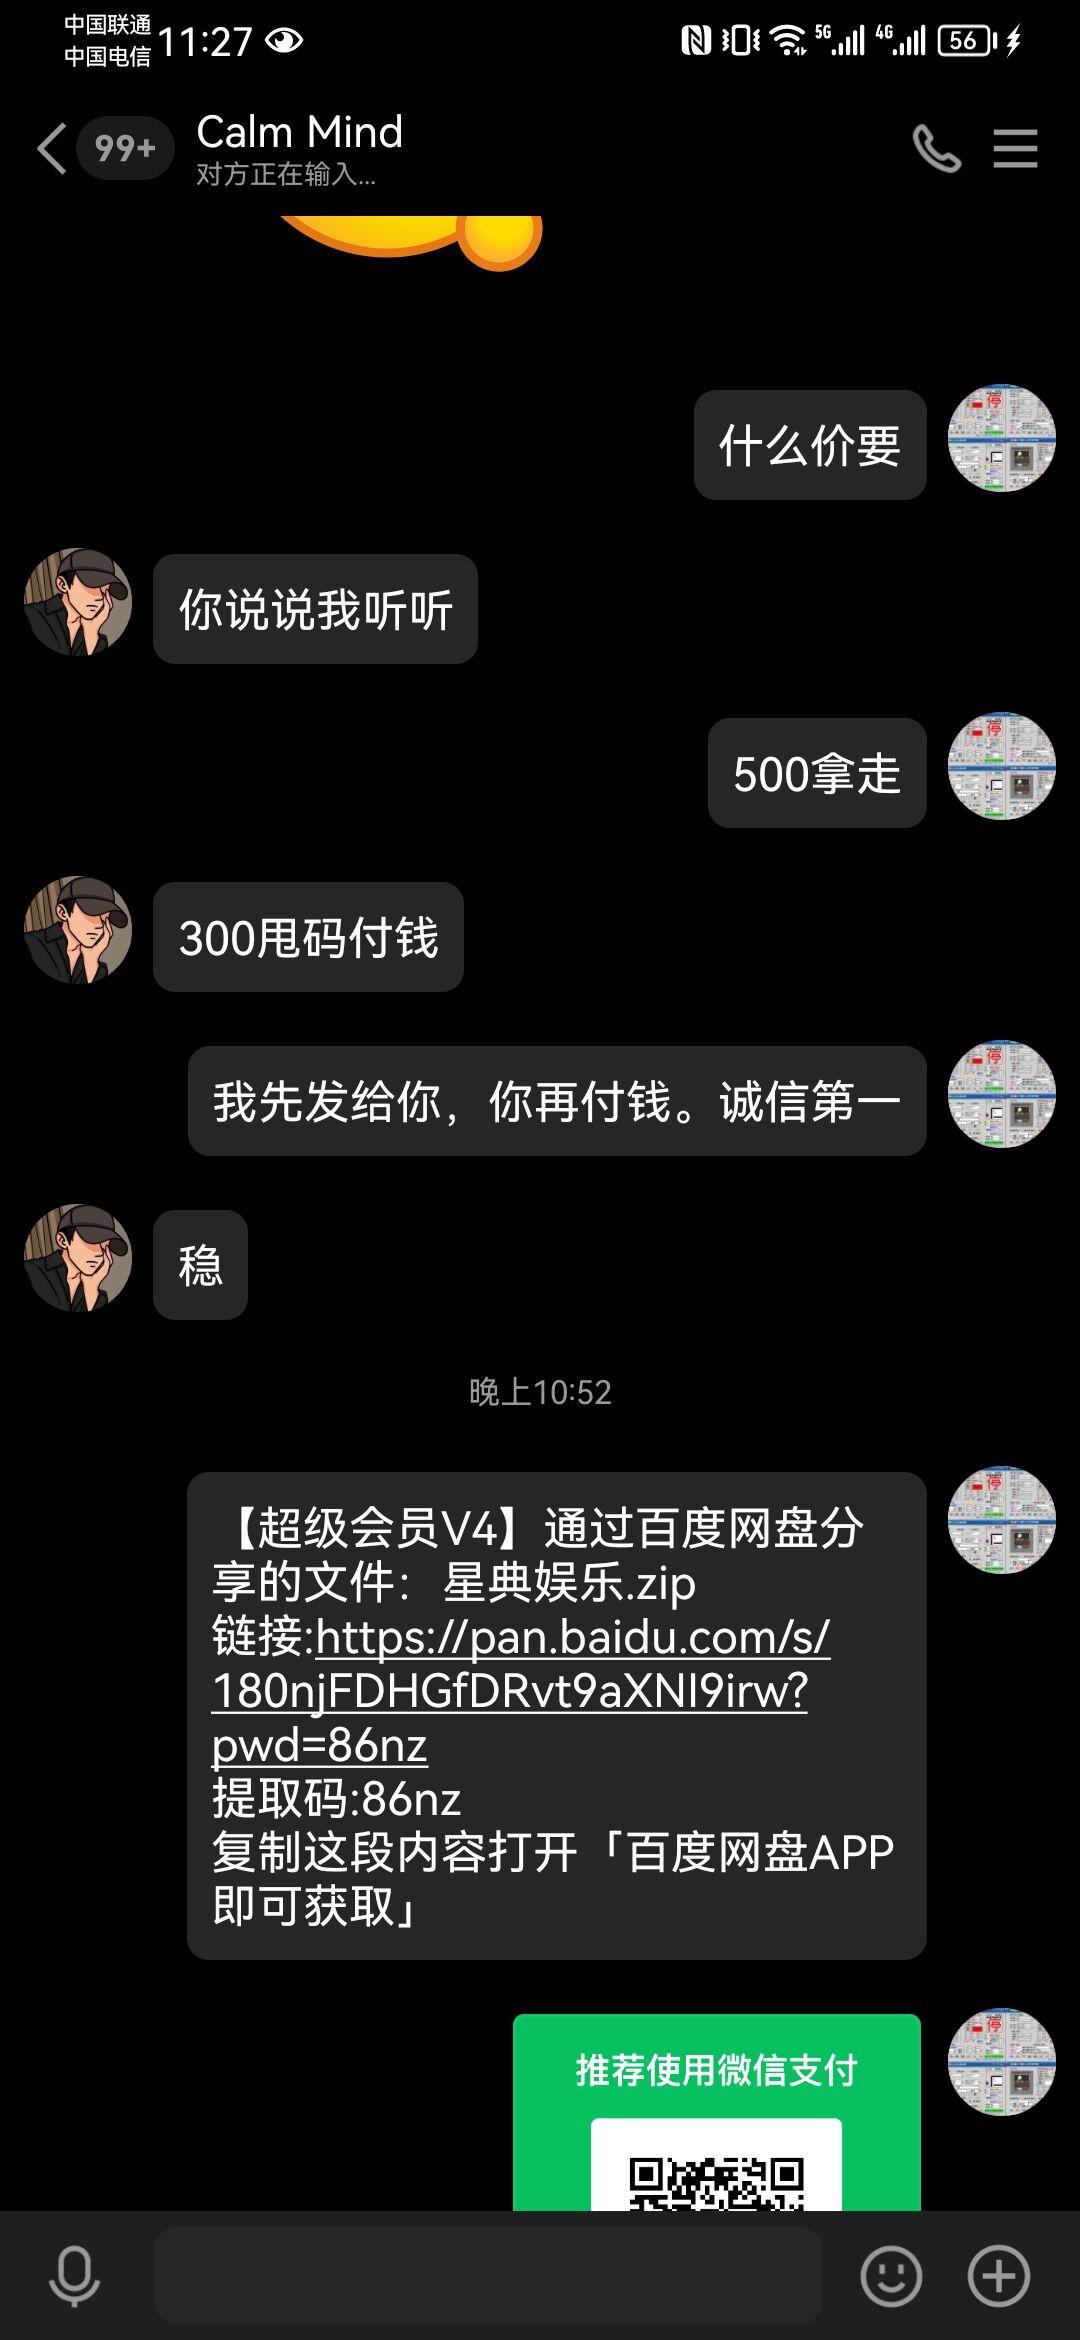 中国联通
中国电信
11:27
5G
4G
56
99+
Calm Mind
对方正在输入...
什么价要
你说说我听听
500拿走
300甩码付钱
我先发给你，你再付钱。诚信第一
稳
晚上10:52
【超级会员V4】通过百度网盘分
享的文件：星典娱乐.zip
链接:https://pan.baidu.com/s/
180njFDHGfDRvt9aXNI9irw?
pwd=86nz
提取码:86nz
复制这段内容打开「百度网盘APP
即可获取」
推荐使用微信支付